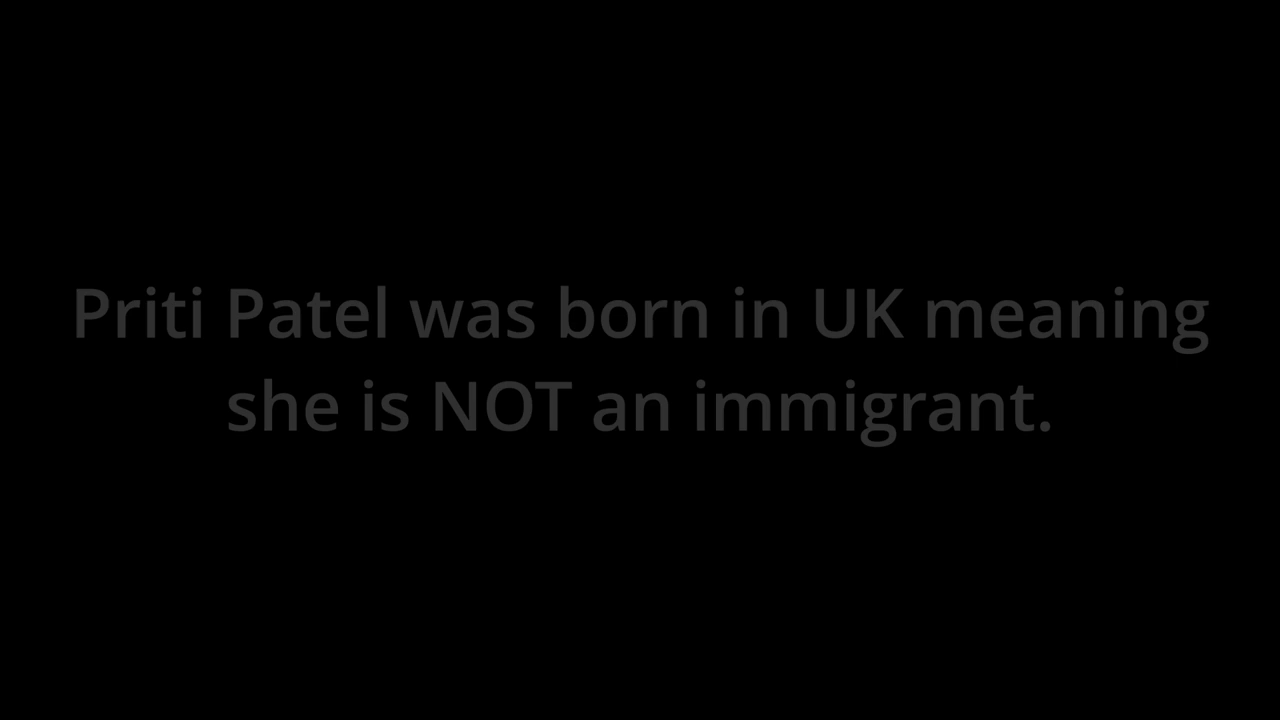 Priti Patel was born in UK meaning
she is NOT an immigrant.